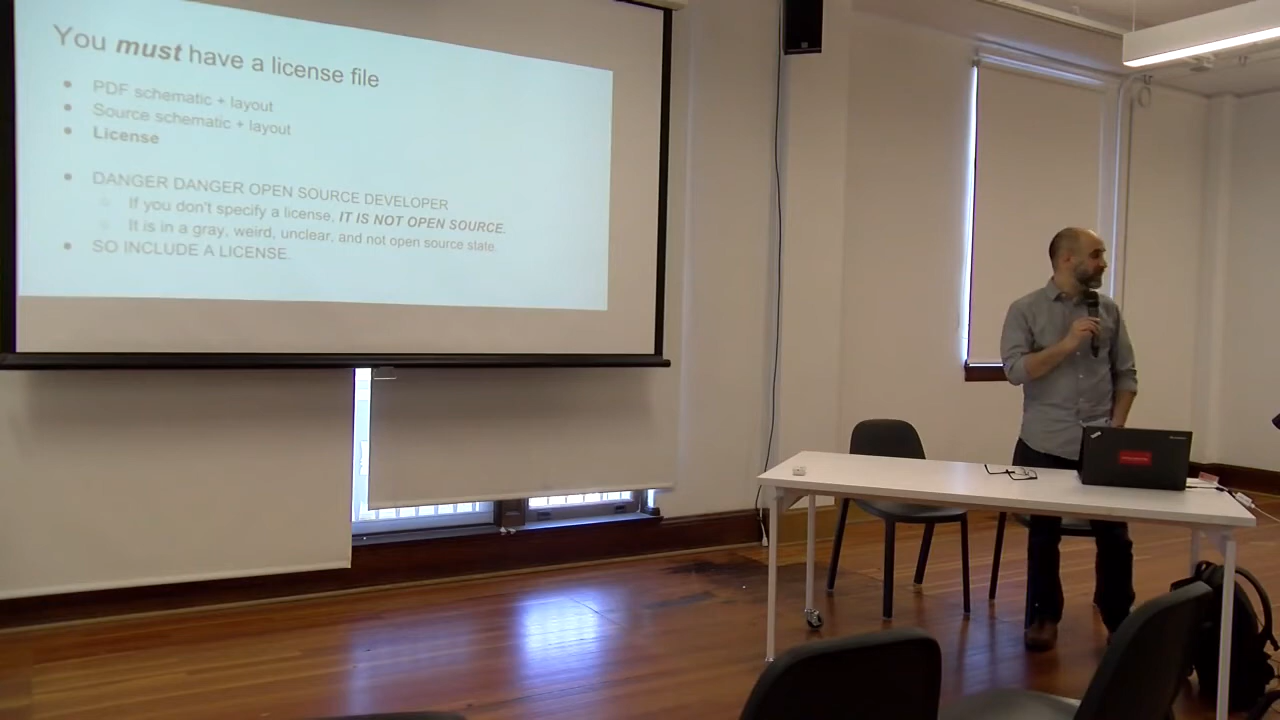 You must have a license file
PDF schematic + layout
Source schematic + layout
License
DANGER DANGER OPEN SOURCE DEVELOPER
If you don't specify a license, IT IS NOT OPEN SOURCE.
It is in a gray, weird, unclear, and not open source state.
SO INCLUDE A LICENSE.